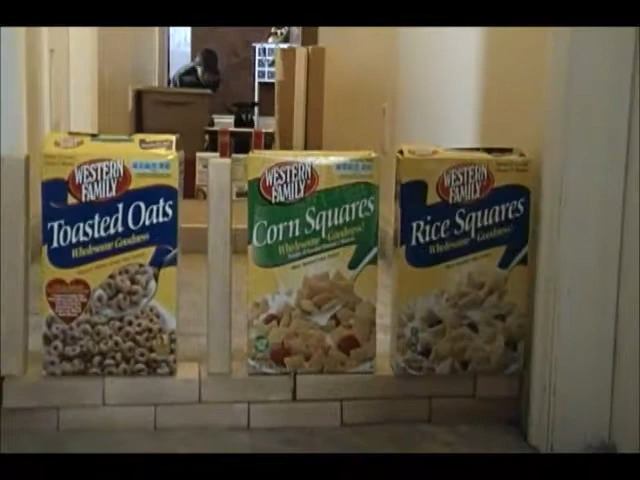 WESTERN
FAMILY
Toasted Oats
Wholesome Goodness
WESTERN
FAMILY
Corn Squares
Wholesome Goodness!
WESTERN
FAMILY
Rice Squares
Wholesome Goodness!